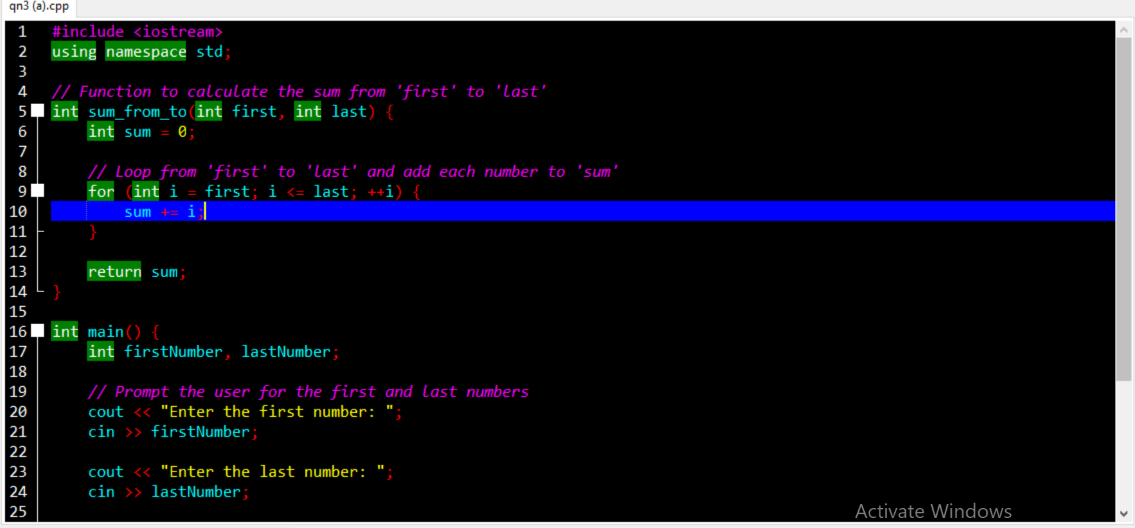 qn3 (a).cpp
1 #include <iostream>
2 using namespace std;
3
4 // Function to calculate the sum from 'first' to 'last'
5 int sum_from_to(int first, int last) {
6     int sum = 0;
7
8     // Loop from 'first' to 'last' and add each number to 'sum'
9     for (int i = first; i <= last; ++i) {
10         sum += i;
11     }
12
13     return sum;
14 }
15
16 int main() {
17     int firstNumber, lastNumber;
18
19     // Prompt the user for the first and last numbers
20     cout << "Enter the first number: ";
21     cin >> firstNumber;
22
23     cout << "Enter the last number: ";
24     cin >> lastNumber;
25
Activate Windows